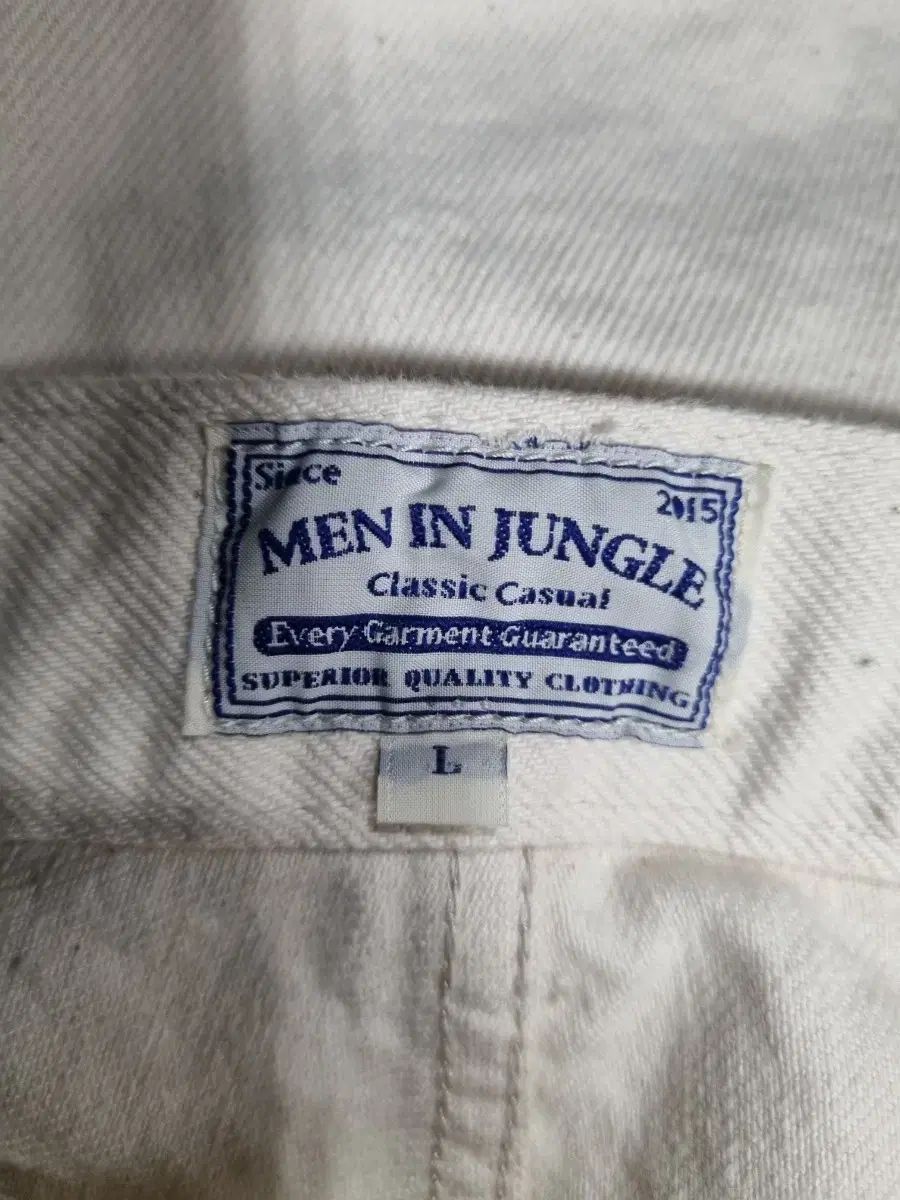 Since 2015
MEN IN JUNGLE
Classic Casual
Every Garment Guaranteed
SUPERIOR QUALITY CLOTHING
L